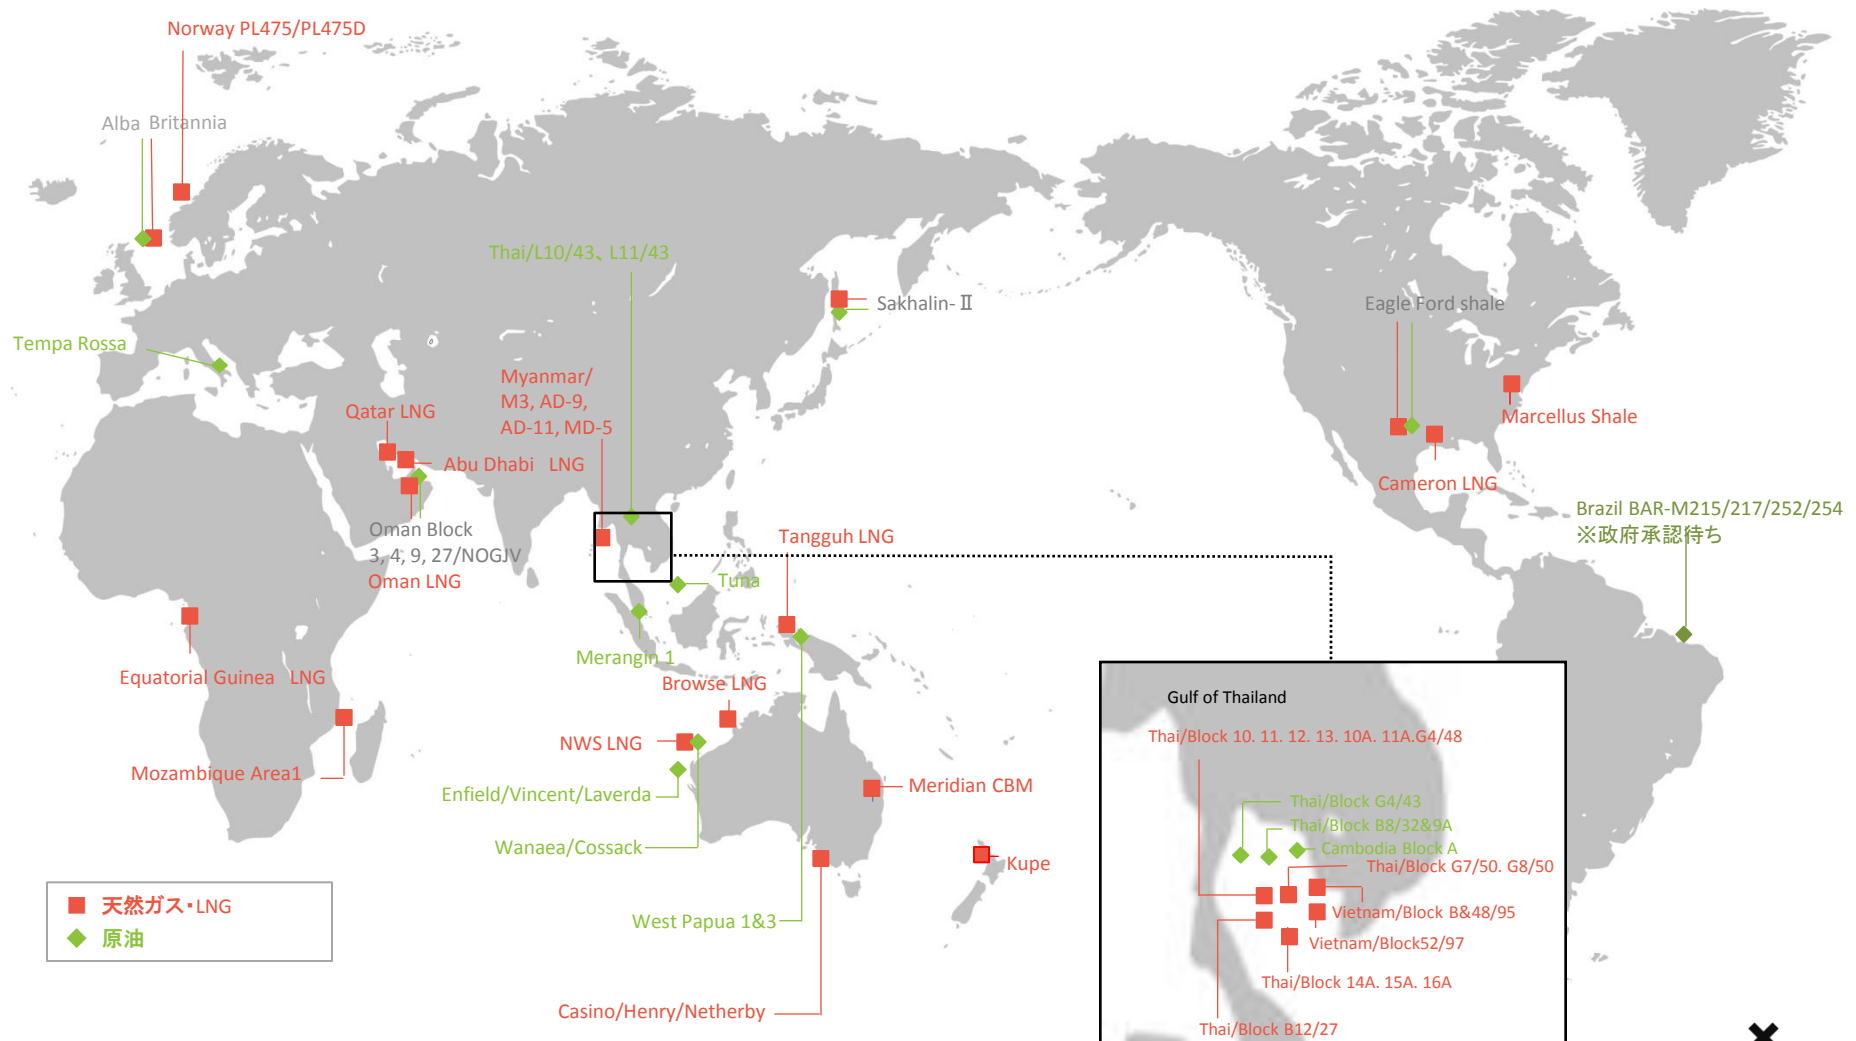 Norway PL475/PL475D
Alba Britannia
Thai/L10/43、L11/43
Sakhalin-Ⅱ
Eagle Ford shale
Tempa Rossa
Myanmar/
M3, AD-9,
AD-11, MD-5
Qatar LNG
Marcellus Shale
Abu Dhabi LNG
Cameron LNG
Brazil BAR-M215/217/252/254
※政府承認待ち
Oman Block
3, 4, 9, 27/NOGJV
Oman LNG
Tangguh LNG
Tuna
Merangin 1
Equatorial Guinea LNG
Browse LNG
NWS LNG
Mozambique Area1
Enfield/Vincent/Laverda
Meridian CBM
Wanaea/Cossack
Kupe
West Papua 1&3
Casino/Henry/Netherby
天然ガス・LNG
原油
Gulf of Thailand
Thai/Block 10. 11. 12. 13. 10A. 11A.G4/48
Thai/Block G4/43
Thai/Block B8/32&9A
Cambodia Block A
Thai/Block G7/50. G8/50
Vietnam/Block B&48/95
Vietnam/Block52/97
Thai/Block 14A. 15A. 16A
Thai/Block B12/27